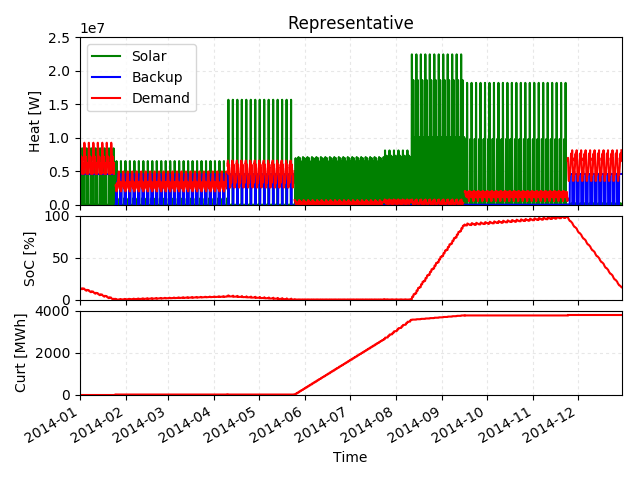 Representative
1e7
Heat [W]
2.5
2.0
1.5
1.0
0.5
0.0
Solar
Backup
Demand
SoC [%]
100
50
0
Curt [MWh]
4000
2000
0
2014-01
2014-02
2014-03
2014-04
2014-05
2014-06
2014-07
2014-08
2014-09
2014-10
2014-11
2014-12
Time